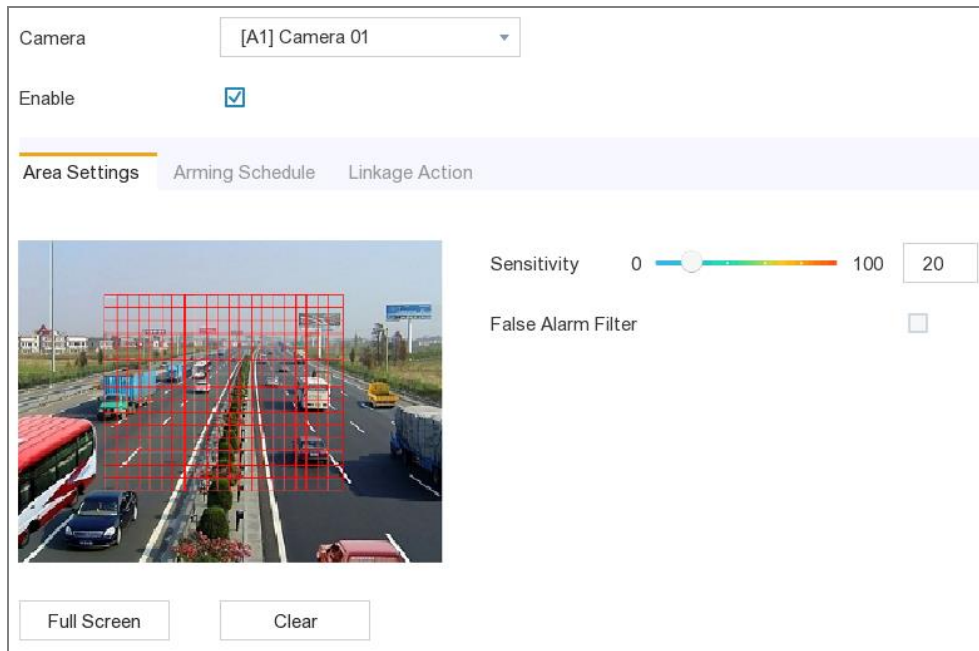 Camera [A1] Camera 01
Enable
Area Settings Arming Schedule Linkage Action
Sensitivity 0 100 20
False Alarm Filter
Full Screen Clear